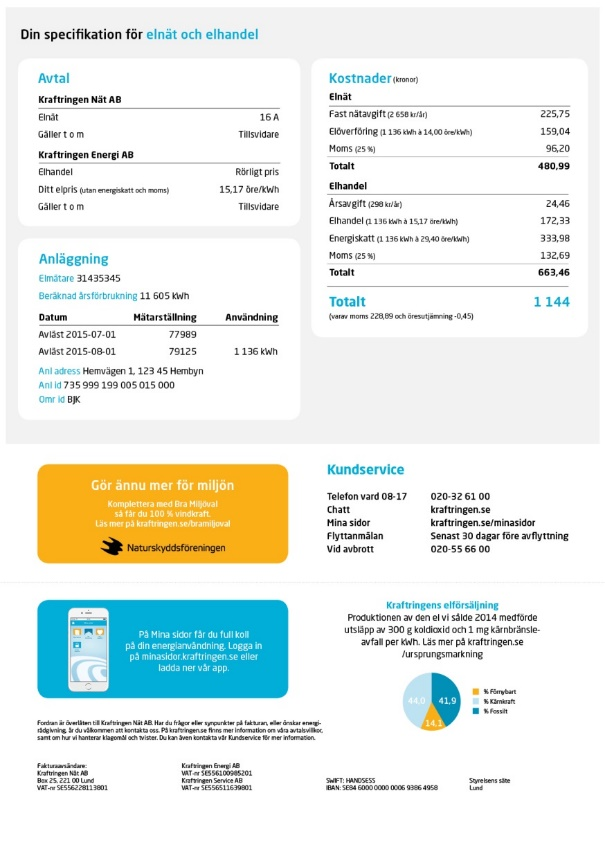 Din specifikation för elnät och elhandel
Avtal
Kraftringen Nät AB
Elnät 16 A
Gäller t o m Tillsvidare
Kraftringen Energi AB
Elhandel Rörligt pris
Ditt elpris (utan energiskatt och moms) 15,17 öre/kWh
Gäller t o m Tillsvidare
Anläggning
Elmätare 31435345
Beräknad årsförbrukning 11 605 kWh
Datum Mätarställning Användning
Avläst 2015-07-01 77989
Avläst 2015-08-01 79125 1 136 kWh
Anl adress Hemvägen 1, 123 45 Hembyn
Anl id 735 999 199 005 015 000
Omr id BJK
Kostnader (kronor)
Elnät
Fast nätavgift (2 658 kr/år) 225,75
Elöverföring (1 136 kWh à 14,00 öre/kWh) 159,04
Moms (25 %) 96,20
Totalt 480,99
Elhandel
Årsavgift (298 kr/år) 24,46
Elhandel (1 136 kWh à 15,17 öre/kWh) 172,33
Energiskatt (1 136 kWh à 29,40 öre/kWh) 333,98
Moms (25 %) 132,69
Totalt 663,46
Totalt 1 144
(varav moms 228,89 och öresutjämning -0,45)
Gör ännu mer för miljön
Komplettera med Bra Miljöval
så får du 100 % vindkraft.
Läs mer på kraftringen.se/bramiljoval
Naturskyddsföreningen
Kundservice
Telefon vard 08-17 020-32 61 00
Chatt kraftringen.se
Mina sidor kraftringen.se/minasidor
Flyttanmälan Senast 30 dagar före avflyttning
Vid avbrott 020-55 66 00
På Mina sidor får du full koll
på din energianvändning. Logga in
på minasidor.kraftringen.se eller
ladda ner vår app.
Kraftringens elförsäljning
Produktionen av den el vi sålde 2014 medförde
utsläpp av 300 g koldioxid och 1 mg kärnbränsle-
avfall per kWh. Läs mer på kraftringen.se
/ursprungsmarkning
44,0
41,9
14,1
% Förnybart
% Kärnkraft
% Fossilt
Fordran är överlåten till Kraftringen Nät AB. Har du frågor eller synpunkter på fakturan, eller önskar energi-
rådgivning, är du välkommen att kontakta oss. På kraftringen.se finns mer information om våra avtalsvillkor,
samt om hur vi hanterar klagomål och tvister. Du kan även kontakta vår Kundservice för mer information.
Fakturaavsändare:
Kraftringen Nät AB
Box 25, 221 00 Lund
VAT-nr SE556228113801
Kraftringen Energi AB
VAT-nr SE556100985201
Kraftringen Service AB
VAT-nr SE556511639801
SWIFT: HANDSESS
IBAN: SE84 6000 0000 0006 9386 4958
Styrelsens säte
Lund